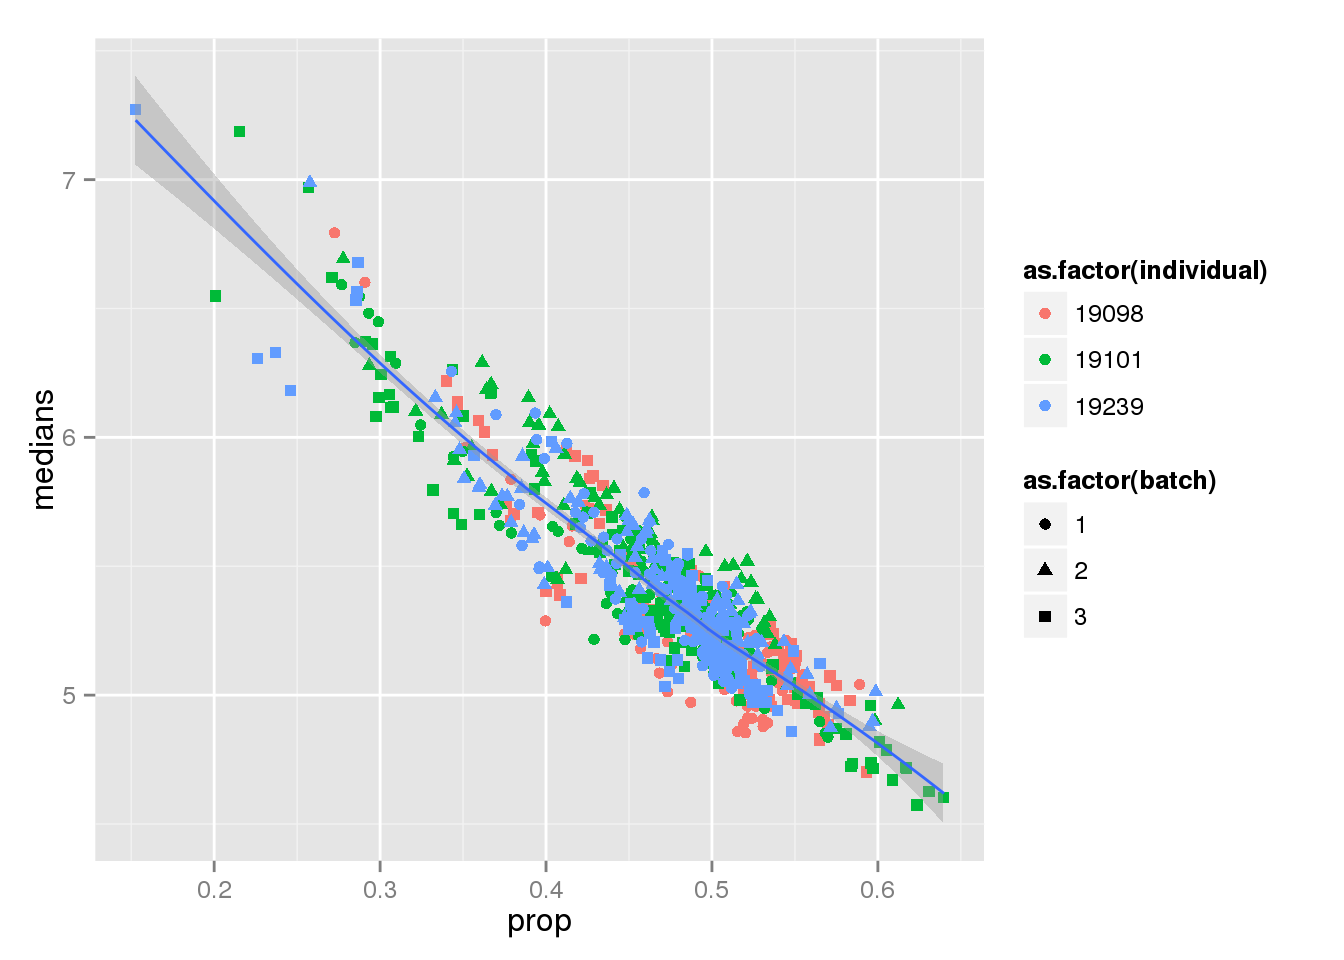 7
6
5
medians
0.2 0.3 0.4 0.5 0.6
prop
as.factor(individual)
19098
19101
19239
as.factor(batch)
1
2
3